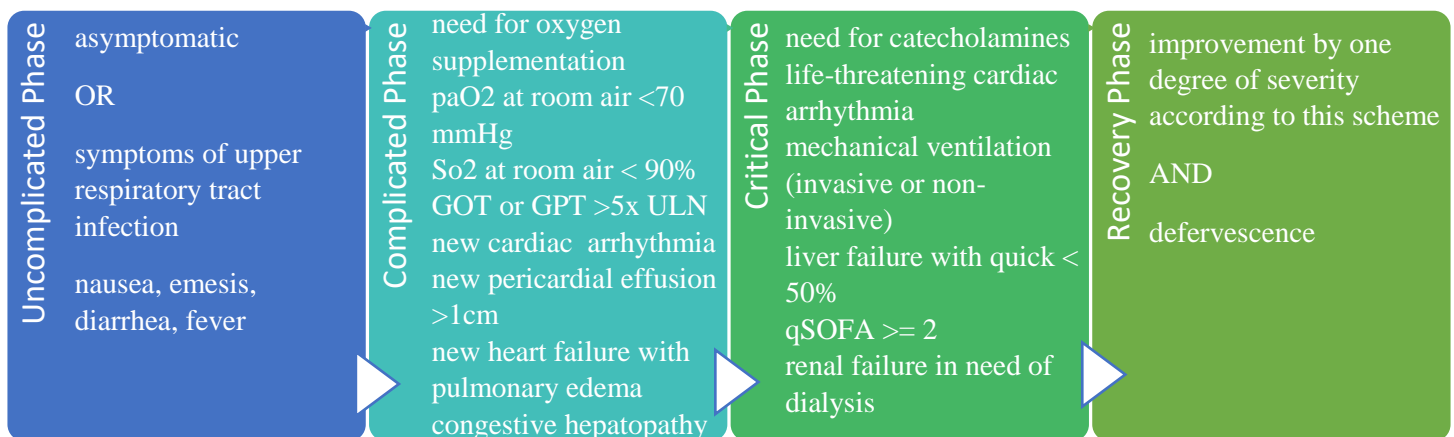 Uncomplicated Phase
asymptomatic
OR
symptoms of upper
respiratory tract
infection
nausea, emesis,
diarrhea, fever
Complicated Phase
need for oxygen
supplementation
paO2 at room air <70
mmHg
So2 at room air < 90%
GOT or GPT >5x ULN
new cardiac  arrhythmia
new pericardial effusion
>1cm
new heart failure with
pulmonary edema
congestive hepatopathy
Critical Phase
need for catecholamines
life-threatening cardiac
arrhythmia
mechanical ventilation
(invasive or non-
invasive)
liver failure with quick <
50%
qSOFA >= 2
renal failure in need of
dialysis
Recovery Phase
improvement by one
degree of severity
according to this scheme
AND
defervescence